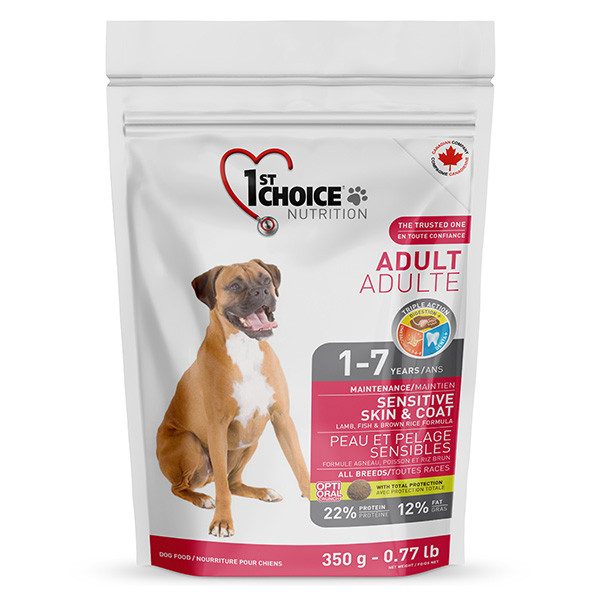 CANADIAN COMPANY
COMPAGNIE CANADIENNE
1ST
CHOICE
NUTRITION
THE TRUSTED ONE
EN TOUTE CONFIANCE
ADULT
ADULTE
TRIPLE ACTION
DIGESTION +
DENTAL +
1-7 YEARS/ANS
MAINTENANCE/MAINTIEN
SENSITIVE
SKIN & COAT
LAMB, FISH & BROWN RICE FORMULA
PEAU ET PELAGE
SENSIBLES
FORMULE AGNEAU, POISSON ET RIZ BRUN
ALL BREEDS/TOUTES RACES
OPTI
ORAL
WITH TOTAL PROTECTION
AVEC PROTECTION TOTALE
22% PROTEIN
PROTÉINE
12% FAT
GRAS
DOG FOOD / NOURRITURE POUR CHIENS
350 g - 0.77 lb
NET WEIGHT / POIDS NET